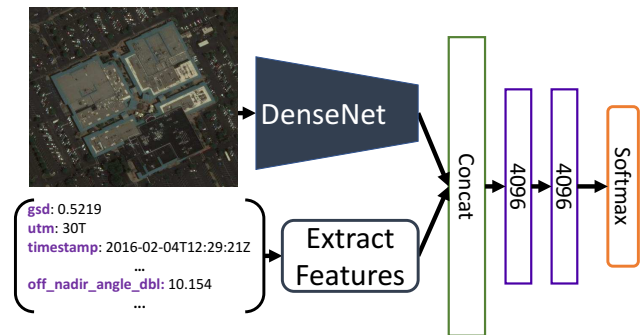 DenseNet
gsd: 0.5219
utm: 30T
timestamp: 2016-02-04T12:29:21Z
...
off_nadir_angle_dbl: 10.154
...
Extract
Features
Concat
4096
4096
Softmax